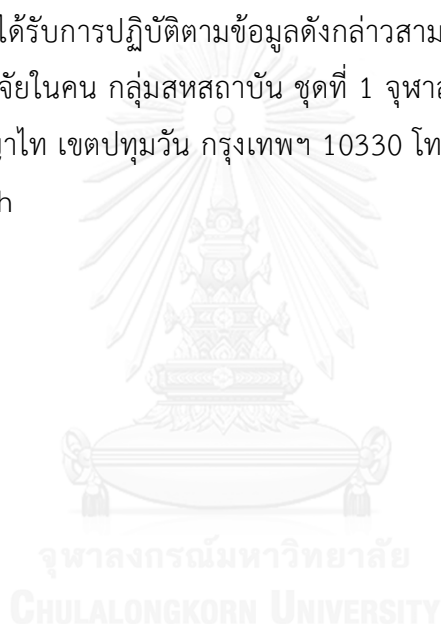 ได้รับการปฏิบัติตามข้อมูลดังกล่าวสาม
จัยในคน กลุ่มสหสถาบัน ชุดที่ 1 จุฬาล
ญาไท เขตปทุมวัน กรุงเทพฯ 10330 โท
h
จุฬาลงกรณ์มหาวิทยาลัย
CHULALONGKORN UNIVERSITY